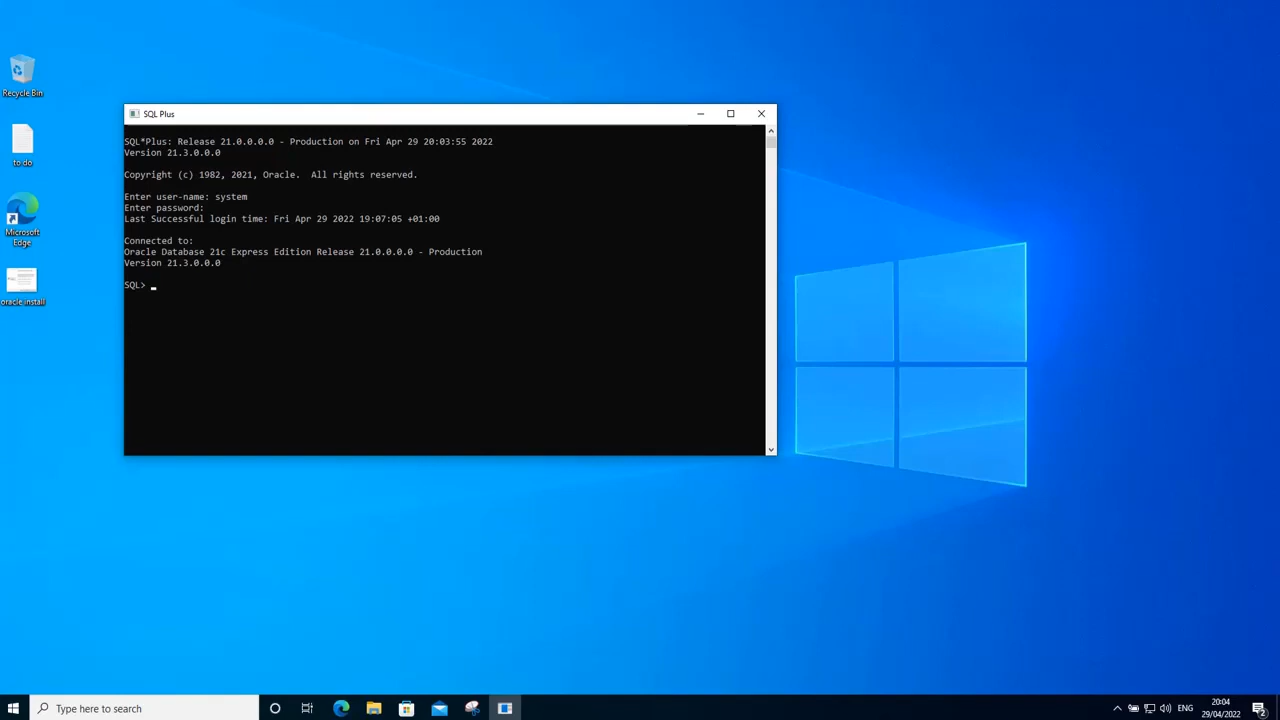 Recycle Bin
to do
Microsoft
Edge
oracle install
SQL Plus
SQL*Plus: Release 21.0.0.0.0 - Production on Fri Apr 29 20:03:55 2022
Version 21.3.0.0.0
Copyright (c) 1982, 2021, Oracle.  All rights reserved.
Enter user-name: system
Enter password:
Last Successful login time: Fri Apr 29 2022 19:07:05 +01:00
Connected to:
Oracle Database 21c Express Edition Release 21.0.0.0.0 - Production
Version 21.3.0.0.0
SQL>
Type here to search
ENG
20:04
29/04/2022
2